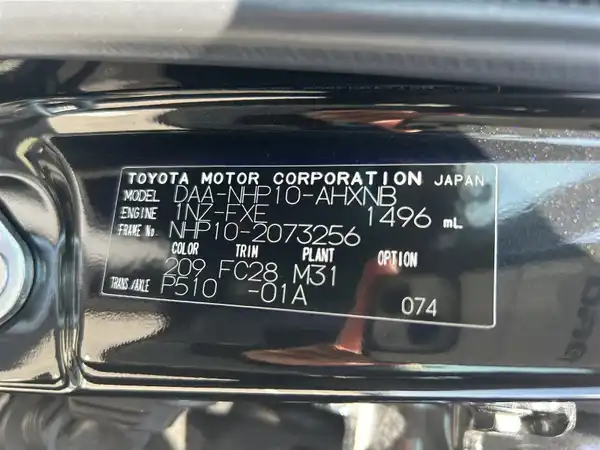 TOYOTA MOTOR CORPORATION JAPAN
MODEL DAA-NHP10-AHXNB
ENGINE 1NZ-FXE 1496 mL
FRAME No. NHP10-2073256
COLOR TRIM PLANT OPTION
209 FC28 M31
TRANS./AXLE P510 -01A 074